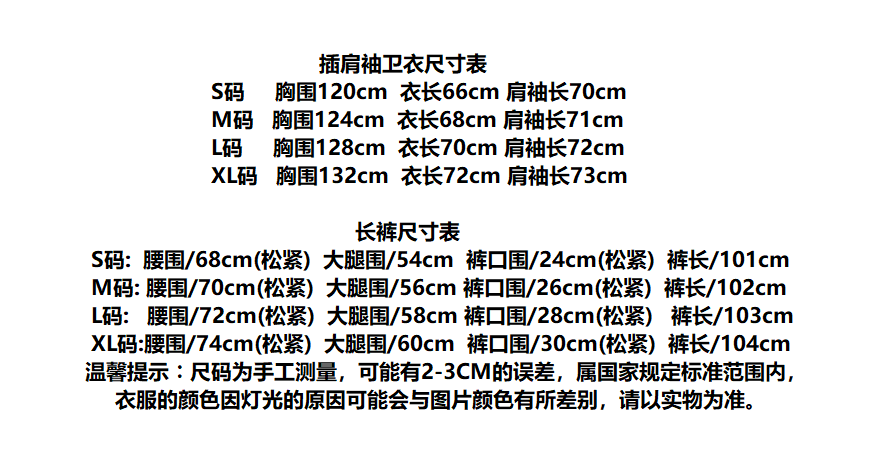 插肩袖卫衣尺寸表
S码 胸围120cm 衣长66cm 肩袖长70cm
M码 胸围124cm 衣长68cm 肩袖长71cm
L码 胸围128cm 衣长70cm 肩袖长72cm
XL码 胸围132cm 衣长72cm 肩袖长73cm
长裤尺寸表
S码: 腰围/68cm(松紧) 大腿围/54cm 裤口围/24cm(松紧) 裤长/101cm
M码: 腰围/70cm(松紧) 大腿围/56cm 裤口围/26cm(松紧) 裤长/102cm
L码: 腰围/72cm(松紧) 大腿围/58cm 裤口围/28cm(松紧) 裤长/103cm
XL码:腰围/74cm(松紧) 大腿围/60cm 裤口围/30cm(松紧) 裤长/104cm
温馨提示：尺码为手工测量，可能有2-3CM的误差，属国家规定标准范围内，
衣服的颜色因灯光的原因可能会与图片颜色有所差别，请以实物为准。